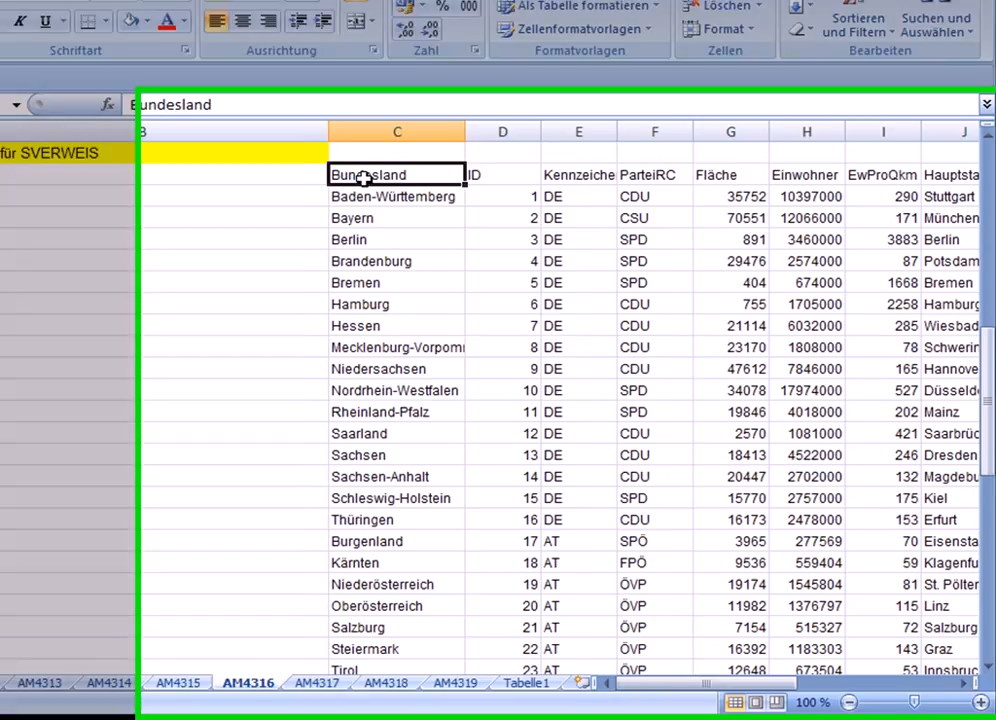 Als Tabelle formatieren Löschen
% 000
K U A Zellenformatvorlagen Format Sortieren Suchen und
und Filtern Auswählen
Schriftart Ausrichtung Zahl Formatvorlagen Zellen Bearbeiten
fx Bundesland
B C D E F G H I J
für SVERWEIS
Bundesland ID Kennzeiche ParteiRC Fläche Einwohner EwProQkm Hauptsta
Baden-Württemberg 1 DE CDU 35752 10397000 290 Stuttgart
Bayern 2 DE CSU 70551 12066000 171 München
Berlin 3 DE SPD 891 3460000 3883 Berlin
Brandenburg 4 DE SPD 29476 2574000 87 Potsdam
Bremen 5 DE SPD 404 674000 1668 Bremen
Hamburg 6 DE CDU 755 1705000 2258 Hamburg
Hessen 7 DE CDU 21114 6032000 285 Wiesbad
Mecklenburg-Vorpomm 8 DE CDU 23170 1808000 78 Schwerin
Niedersachsen 9 DE CDU 47612 7846000 165 Hannove
Nordrhein-Westfalen 10 DE SPD 34078 17974000 527 Düsseldo
Rheinland-Pfalz 11 DE SPD 19846 4018000 202 Mainz
Saarland 12 DE CDU 2570 1081000 421 Saarbrüc
Sachsen 13 DE CDU 18413 4522000 246 Dresden
Sachsen-Anhalt 14 DE CDU 20447 2702000 132 Magdebu
Schleswig-Holstein 15 DE SPD 15770 2757000 175 Kiel
Thüringen 16 DE CDU 16173 2478000 153 Erfurt
Burgenland 17 AT SPÖ 3965 277569 70 Eisensta
Kärnten 18 AT FPÖ 9536 559404 59 Klagenfu
Niederösterreich 19 AT ÖVP 19174 1545804 81 St. Pölten
Oberösterreich 20 AT ÖVP 11982 1376797 115 Linz
Salzburg 21 AT ÖVP 7154 515327 72 Salzburg
Steiermark 22 AT ÖVP 16392 1183303 143 Graz
Tirol 23 AT ÖVP 12648 673504 53 Innsbruc
AM4313 AM4314 AM4315 AM4316 AM4317 AM4318 AM4319 Tabelle1
100 %